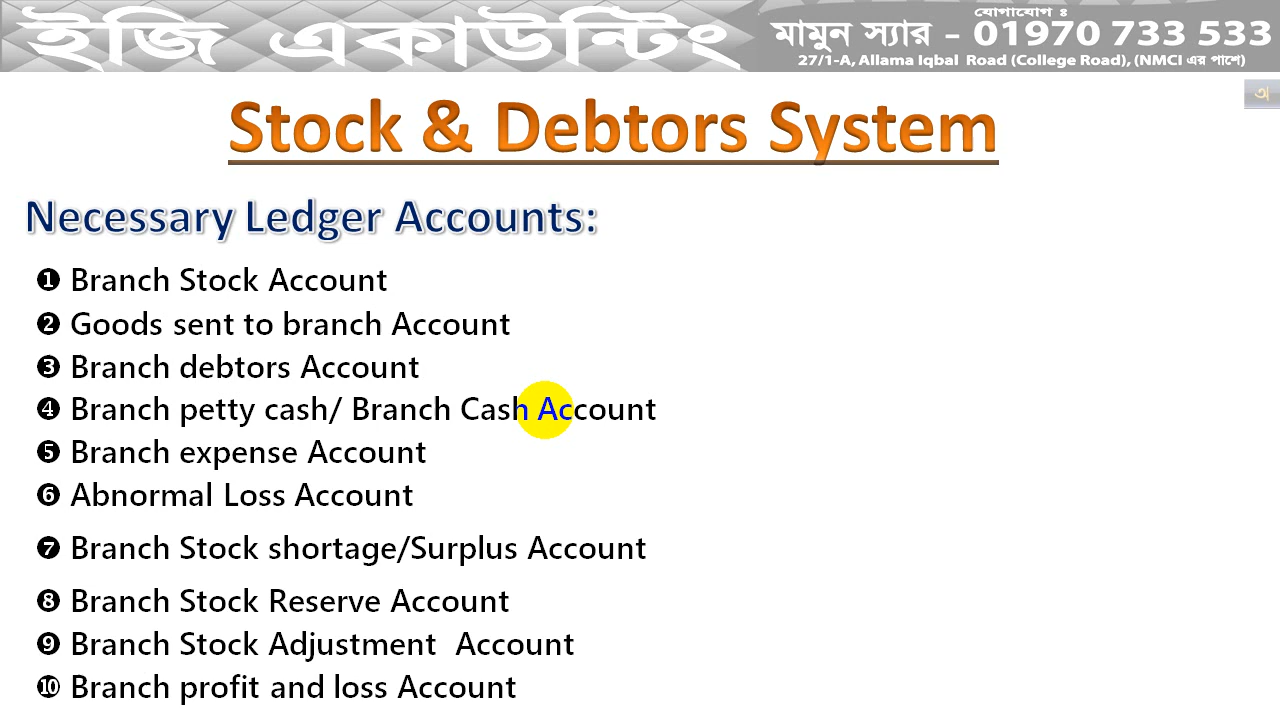 ইজি একাউন্টিং
যোগাযোগ ঃ
মামুন স্যার – 01970 733 533
27/1-A, Allama Iqbal Road (College Road), (NMCI এর পাশে)
অ
Stock & Debtors System
Necessary Ledger Accounts:
❶ Branch Stock Account
❷ Goods sent to branch Account
❸ Branch debtors Account
❹ Branch petty cash/ Branch Cash Account
❺ Branch expense Account
❻ Abnormal Loss Account
❼ Branch Stock shortage/Surplus Account
❽ Branch Stock Reserve Account
❾ Branch Stock Adjustment Account
❿ Branch profit and loss Account